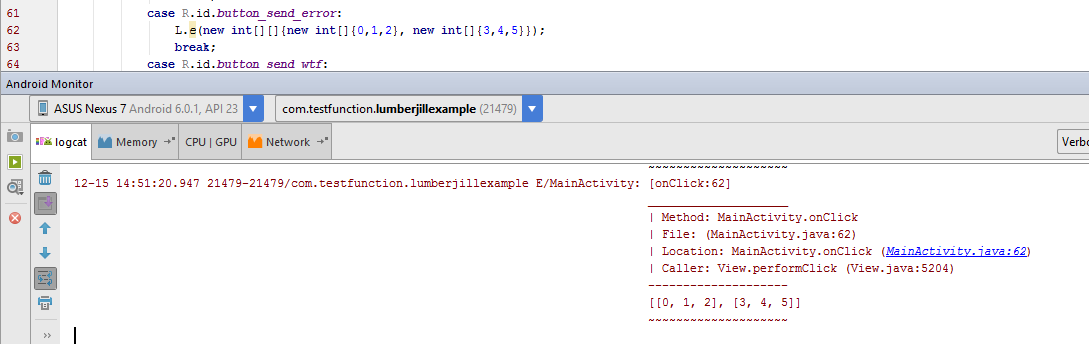 61 case R.id.button_send_error:
62 L.e(new int[][]{new int[]{0,1,2}, new int[]{3,4,5}});
63 break;
64 case R.id.button_send_wtf:
Android Monitor
ASUS Nexus 7 Android 6.0.1, API 23 com.testfunction.lumberjillexample (21479)
logcat Memory CPU | GPU Network Verbo
~~~~~~~~~~~~~~~~~~~~
12-15 14:51:20.947 21479-21479/com.testfunction.lumberjillexample E/MainActivity: [onClick:62]
____________________
| Method: MainActivity.onClick
| File: (MainActivity.java:62)
| Location: MainActivity.onClick (MainActivity.java:62)
| Caller: View.performClick (View.java:5204)
--------------------
[[0, 1, 2], [3, 4, 5]]
~~~~~~~~~~~~~~~~~~~~